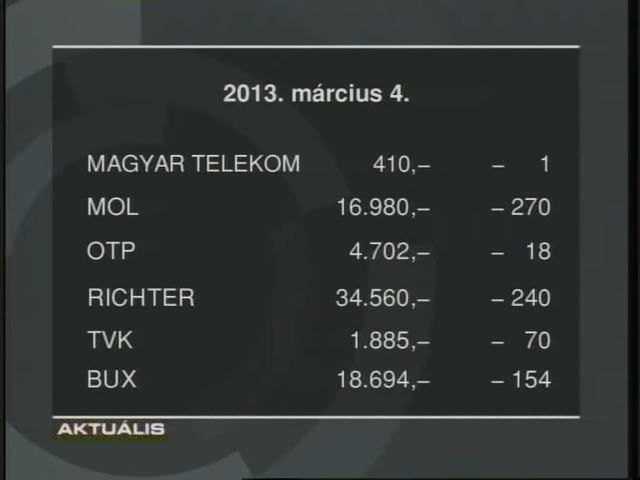 2013. március 4.
MAGYAR TELEKOM 410,– – 1
MOL 16.980,– – 270
OTP 4.702,– – 18
RICHTER 34.560,– – 240
TVK 1.885,– – 70
BUX 18.694,– – 154
AKTUÁLIS